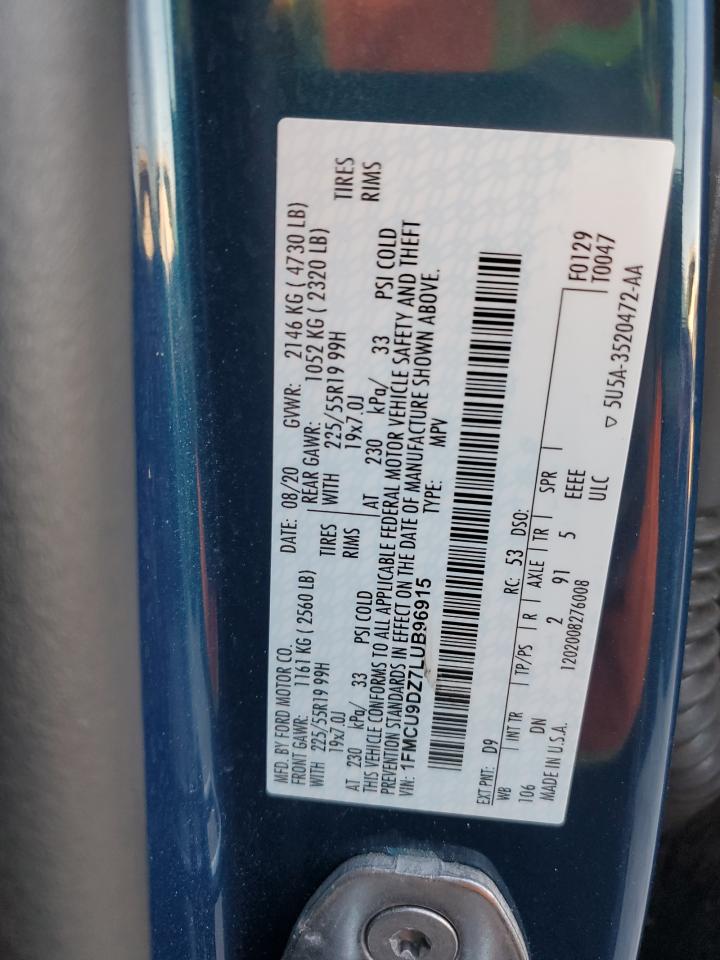 MFD. BY FORD MOTOR CO. DATE: 08/20 GVWR: 2146 KG ( 4730 LB)
FRONT GAWR: 1161 KG ( 2560 LB) REAR GAWR: 1052 KG ( 2320 LB)
WITH 225/55R19 99H TIRES WITH 225/55R19 99H TIRES
19x7.0J RIMS 19x7.0J RIMS
AT 230 kPa/ 33 PSI COLD AT 230 kPa/ 33 PSI COLD
THIS VEHICLE CONFORMS TO ALL APPLICABLE FEDERAL MOTOR VEHICLE SAFETY AND THEFT
PREVENTION STANDARDS IN EFFECT ON THE DATE OF MANUFACTURE SHOWN ABOVE.
VIN: 1FMCU9DZ7LUB96915 TYPE: MPV
EXT PNT: D9 RC: 53 DSO: F0129
WB INT TR TP/PS R AXLE TR SPR T0047
106 DN 2 91 5 EEEE
MADE IN U.S.A. 1202008276008 ULC ▽ 5U5A-3520472-AA